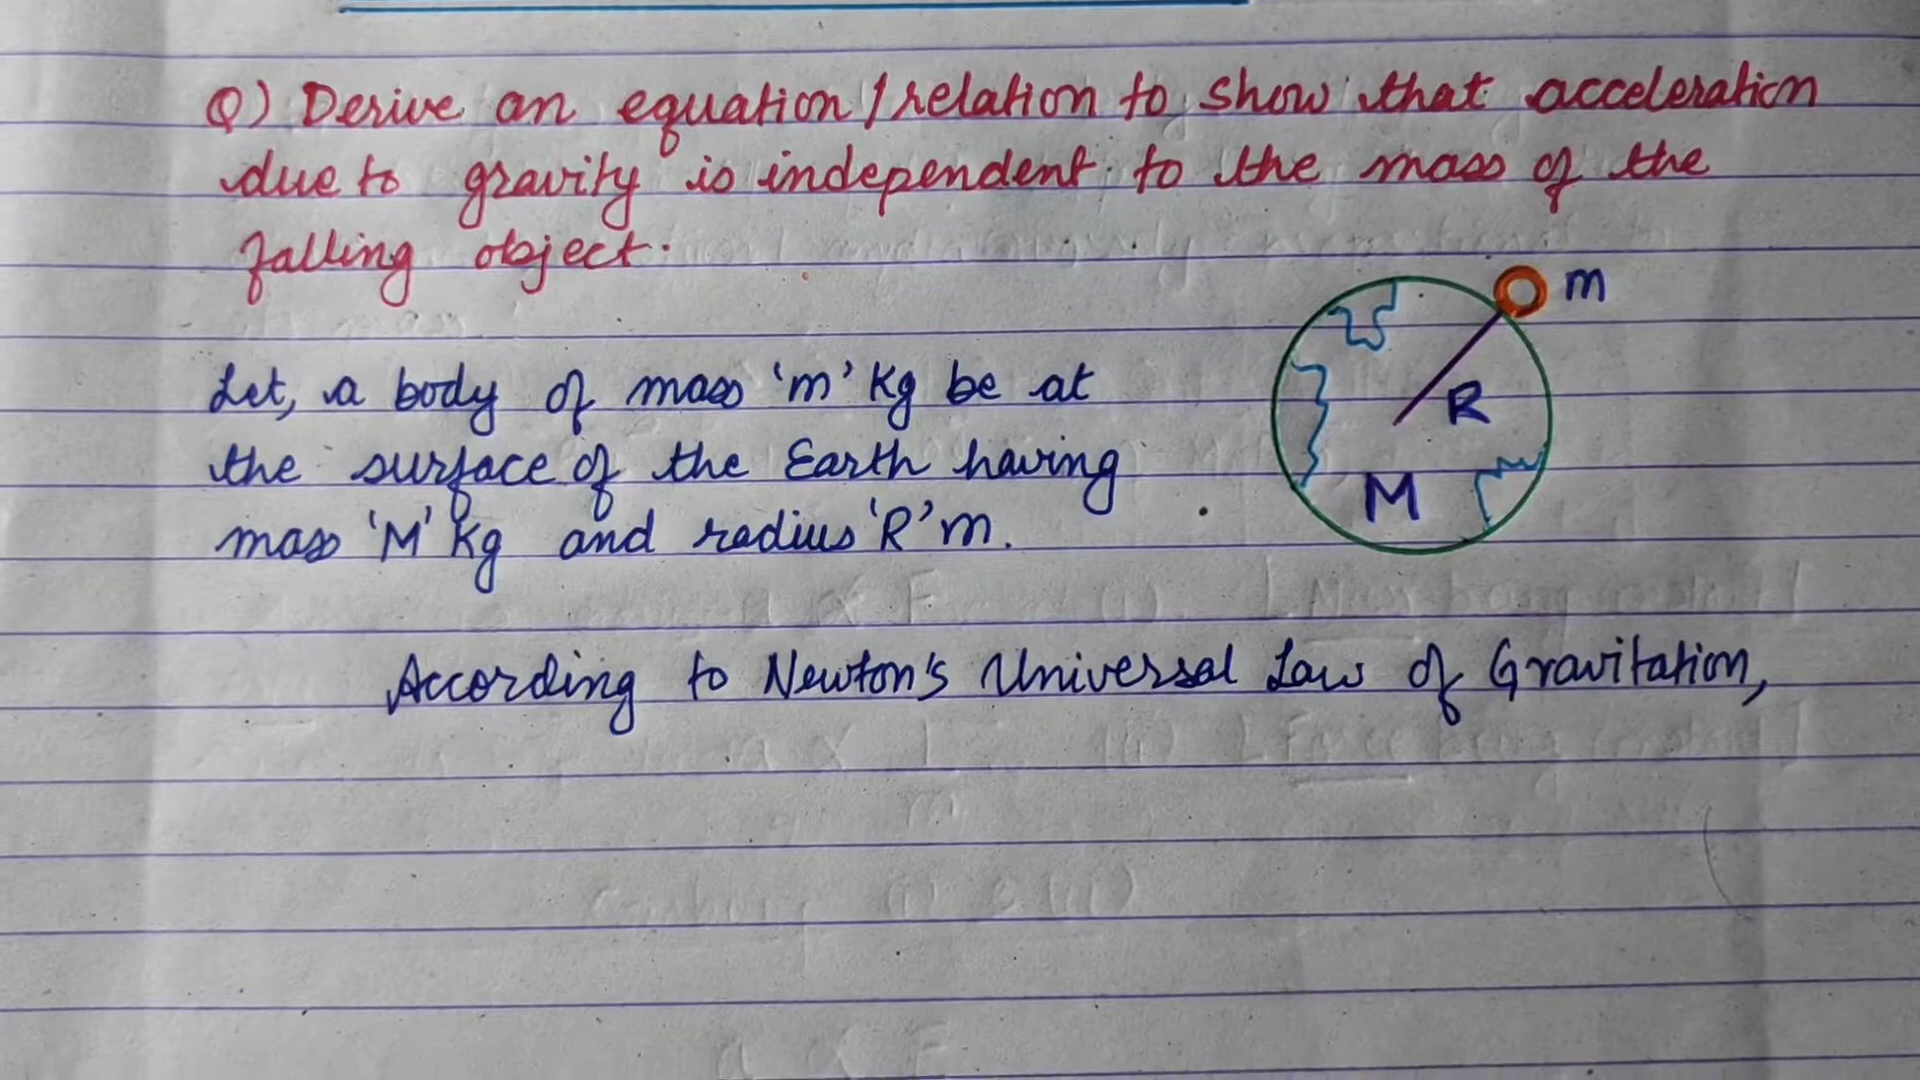 Q) Derive an equation/relation to show that acceleration
due to gravity is independent to the mass of the
falling object.
m
Let, a body of mass 'm' kg be at
R
the surface of the Earth having
M
mass 'M' kg and radius 'R' m.
According to Newton's Universal Law of Gravitation,